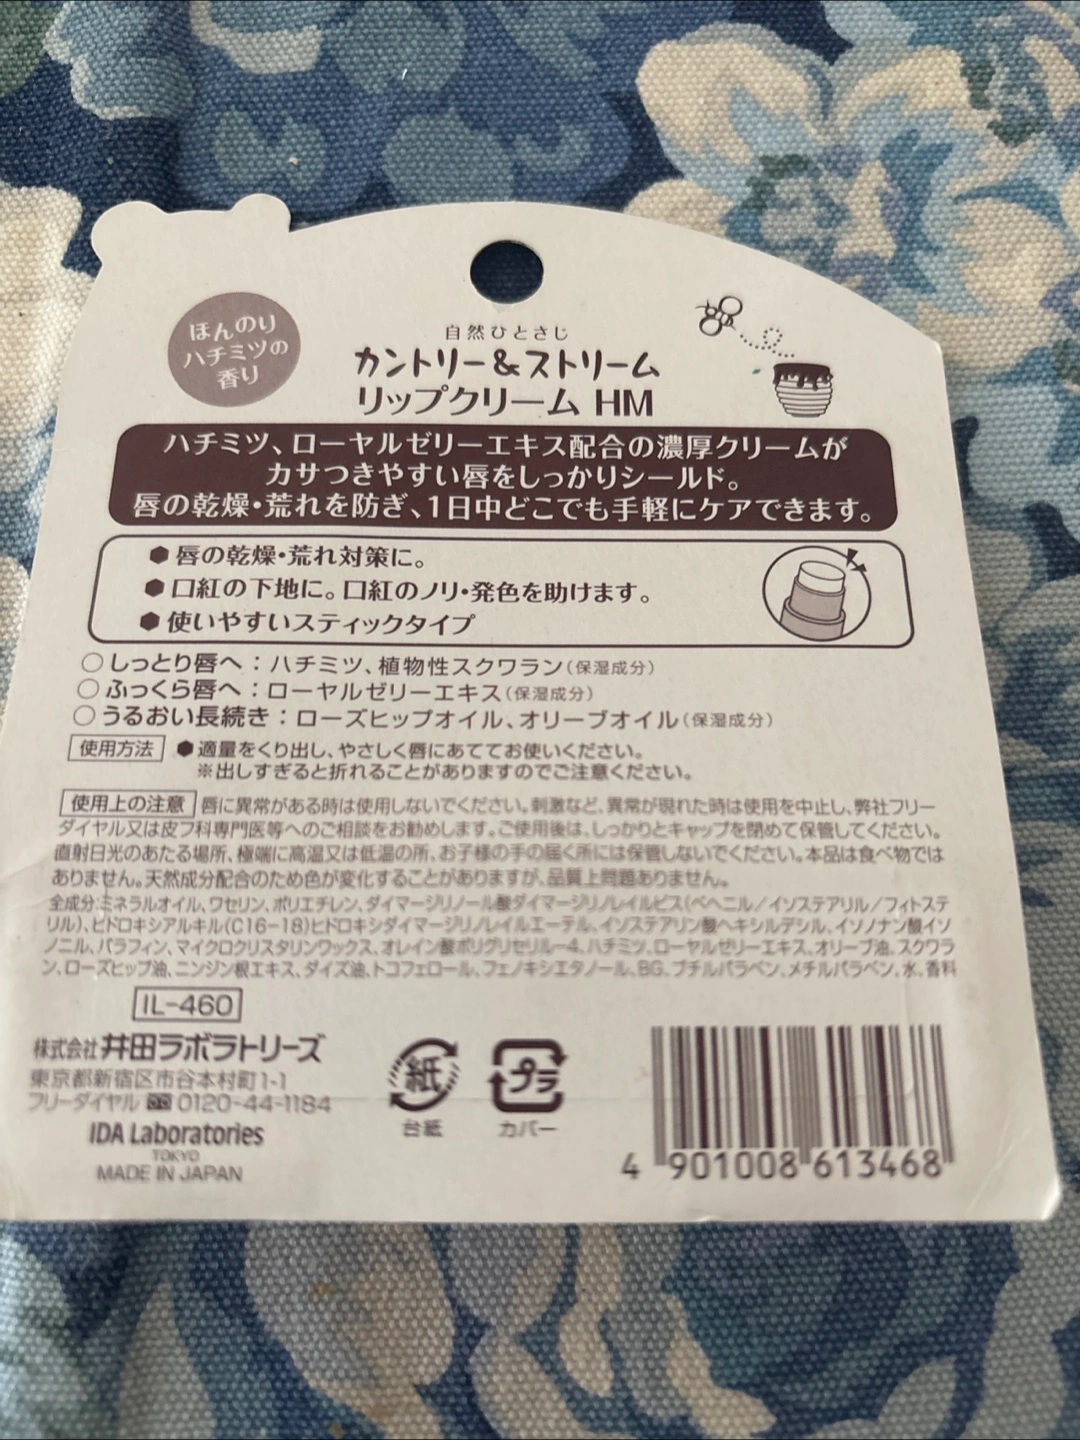 ほんのり
ハチミツの
香り
自然ひとさじ
カントリー&ストリーム
リップクリーム HM
ハチミツ、ローヤルゼリーエキス配合の濃厚クリームが
カサつきやすい唇をしっかりシールド。
唇の乾燥・荒れを防ぎ、1日中どこでも手軽にケアできます。
●唇の乾燥・荒れ対策に。
●口紅の下地に。口紅のノリ・発色を助けます。
●使いやすいスティックタイプ
○しっとり唇へ：ハチミツ、植物性スクワラン(保湿成分)
○ふっくら唇へ：ローヤルゼリーエキス(保湿成分)
○うるおい長続き：ローズヒップオイル、オリーブオイル(保湿成分)
使用方法 ●適量をくり出し、やさしく唇にあててお使いください。
※出しすぎると折れることがありますのでご注意ください。
使用上の注意 唇に異常がある時は使用しないでください。刺激など、異常が現れた時は使用を中止し、弊社フリー
ダイヤル又は皮フ科専門医等へのご相談をお勧めします。ご使用後は、しっかりとキャップを閉めて保管してください。
直射日光のあたる場所、極端に高温又は低温の所、お子様の手の届く所には保管しないでください。本品は食べ物では
ありません。天然成分配合のため色が変化することがありますが、品質上問題ありません。
全成分:ミネラルオイル、ワセリン、ポリエチレン、ダイマージリノール酸ダイマージリノレイルビス(ベヘニル/イソステアリル/フィトステ
リル)、ヒドロキシアルキル(C16-18)ヒドロキシダイマージリノレイルエーテル、イソステアリン酸ヘキシルデシル、イソノナン酸イソ
ノニル、パラフィン、マイクロクリスタリンワックス、オレイン酸ポリグリセリル-4、ハチミツ、ローヤルゼリーエキス、オリーブ油、スクワラ
ン、ローズヒップ油、ニンジン根エキス、ダイズ油、トコフェロール、フェノキシエタノール、BG、ブチルパラベン、メチルパラベン、水、香料
IL-460
株式会社 井田ラボラトリーズ
東京都新宿区市谷本村町1-1
フリーダイヤル 0120-44-1184
IDA Laboratories
TOKYO
MADE IN JAPAN
紙
台紙
プラ
カバー
4 901008 613468